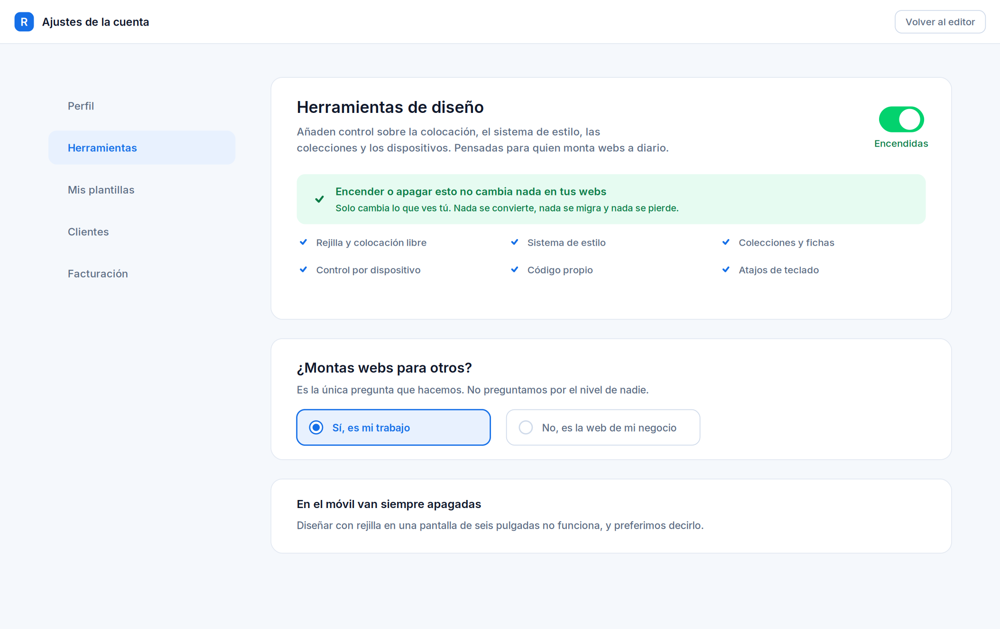 R
Ajustes de la cuenta
Volver al editor
Perfil
Herramientas
Mis plantillas
Clientes
Facturación
Herramientas de diseño
Añaden control sobre la colocación, el sistema de estilo, las
colecciones y los dispositivos. Pensadas para quien monta webs a diario.
Encendidas
Encender o apagar esto no cambia nada en tus webs
Solo cambia lo que ves tú. Nada se convierte, nada se migra y nada se pierde.
Rejilla y colocación libre
Sistema de estilo
Colecciones y fichas
Control por dispositivo
Código propio
Atajos de teclado
¿Montas webs para otros?
Es la única pregunta que hacemos. No preguntamos por el nivel de nadie.
Sí, es mi trabajo
No, es la web de mi negocio
En el móvil van siempre apagadas
Diseñar con rejilla en una pantalla de seis pulgadas no funciona, y preferimos decirlo.